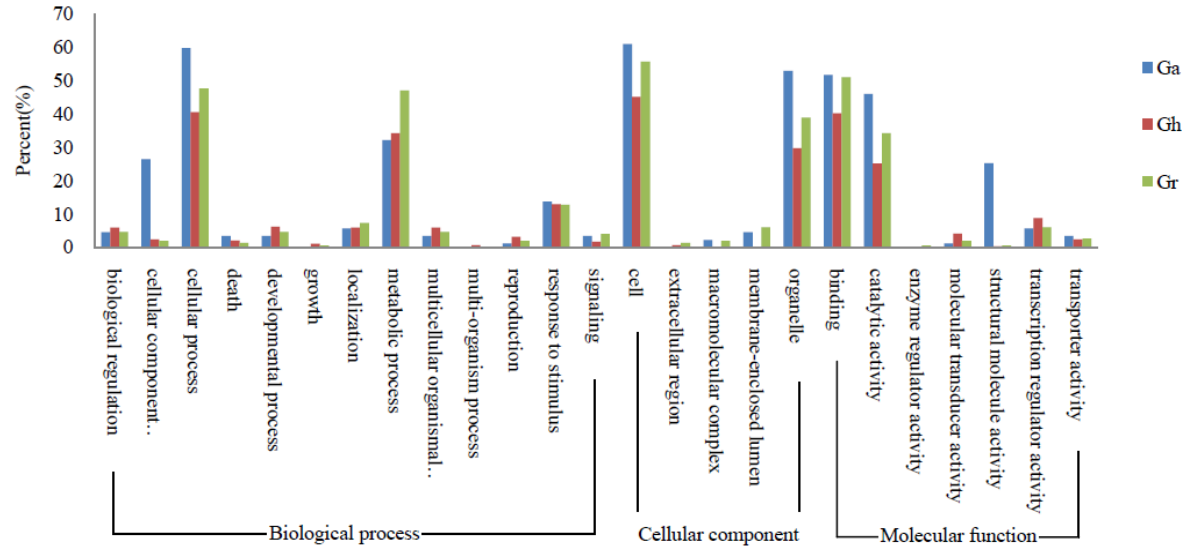 70
60
50
40
30
20
10
0
Percent(%)
Ga
Gh
Gr
biological regulation
cellular component..
cellular process
death
developmental process
growth
localization
metabolic process
multicellular organismal..
multi-organism process
reproduction
response to stimulus
signaling
cell
extracellular region
macromolecular complex
membrane-enclosed lumen
organelle
binding
catalytic activity
enzyme regulator activity
molecular transducer activity
structural molecule activity
transcription regulator activity
transporter activity
Biological process
Cellular component
Molecular function